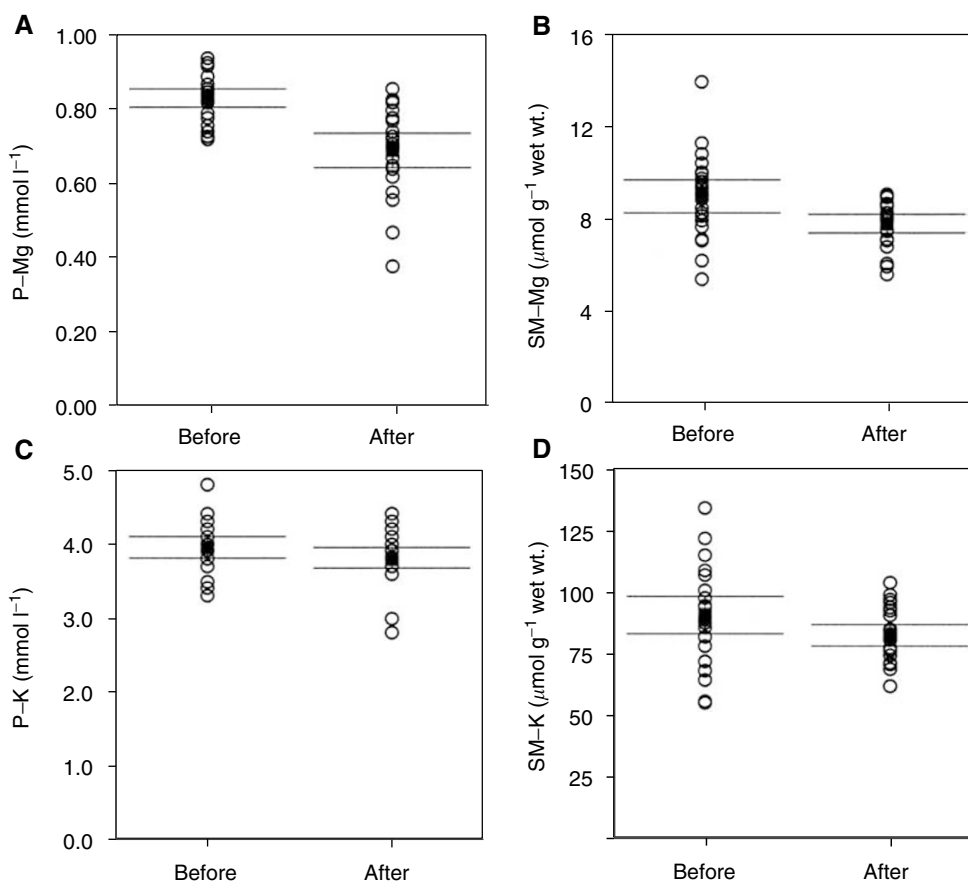 A
P–Mg (mmol l⁻¹)
1.00
0.80
0.60
0.40
0.20
0.00
Before
After
B
SM–Mg (μmol g⁻¹ wet wt.)
16
12
8
4
0
Before
After
C
P–K (mmol l⁻¹)
5.0
4.0
3.0
2.0
1.0
0.0
Before
After
D
SM–K (μmol g⁻¹ wet wt.)
150
125
100
75
50
25
Before
After